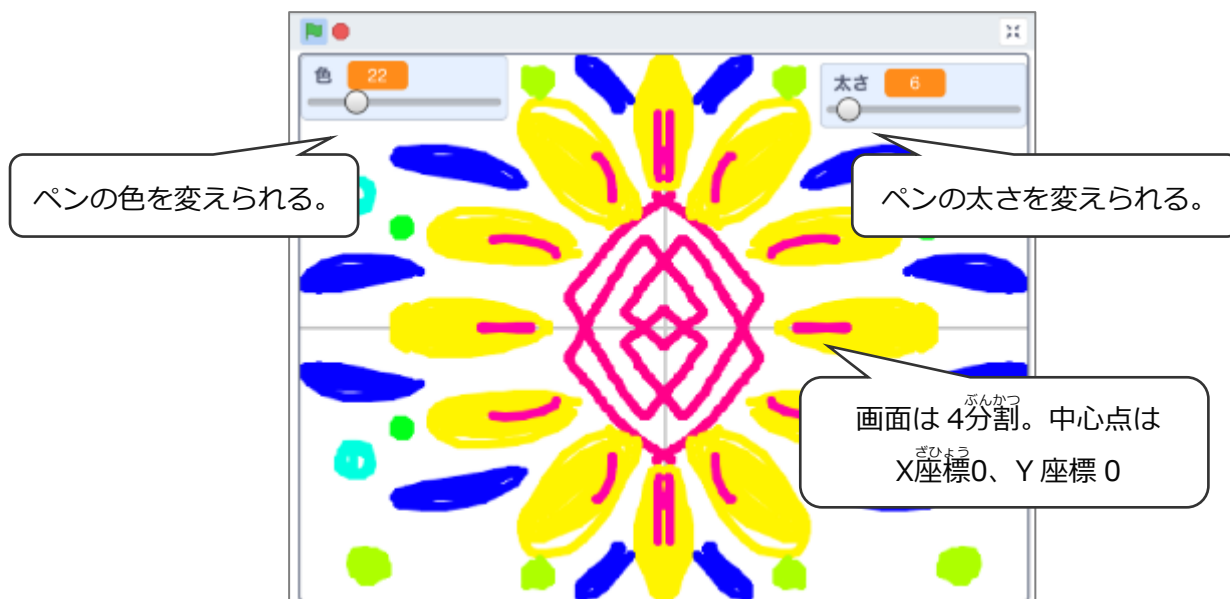 色 22
太さ 6
ペンの色を変えられる。
ペンの太さを変えられる。
ぶんかつ
画面は 4分割。中心点は
ざひょう
X座標0、Y 座標 0